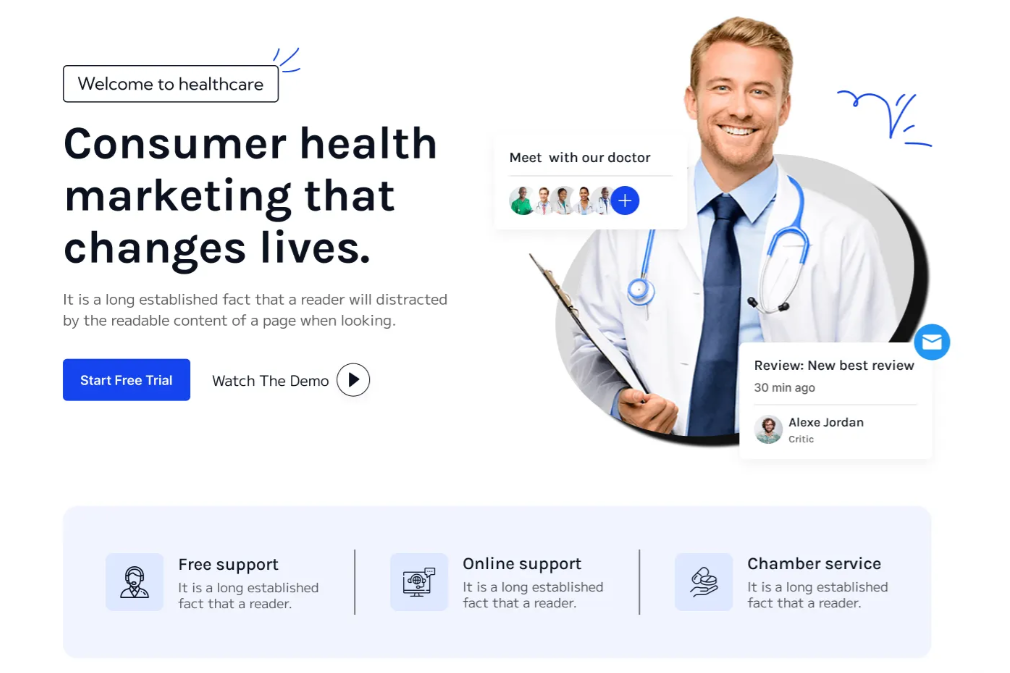 Welcome to healthcare
Consumer health
marketing that
changes lives.
It is a long established fact that a reader will distracted
by the readable content of a page when looking.
Start Free Trial
Watch The Demo
Meet with our doctor
Review: New best review
30 min ago
Alexe Jordan
Critic
Free support
It is a long established
fact that a reader.
Online support
It is a long established
fact that a reader.
Chamber service
It is a long established
fact that a reader.